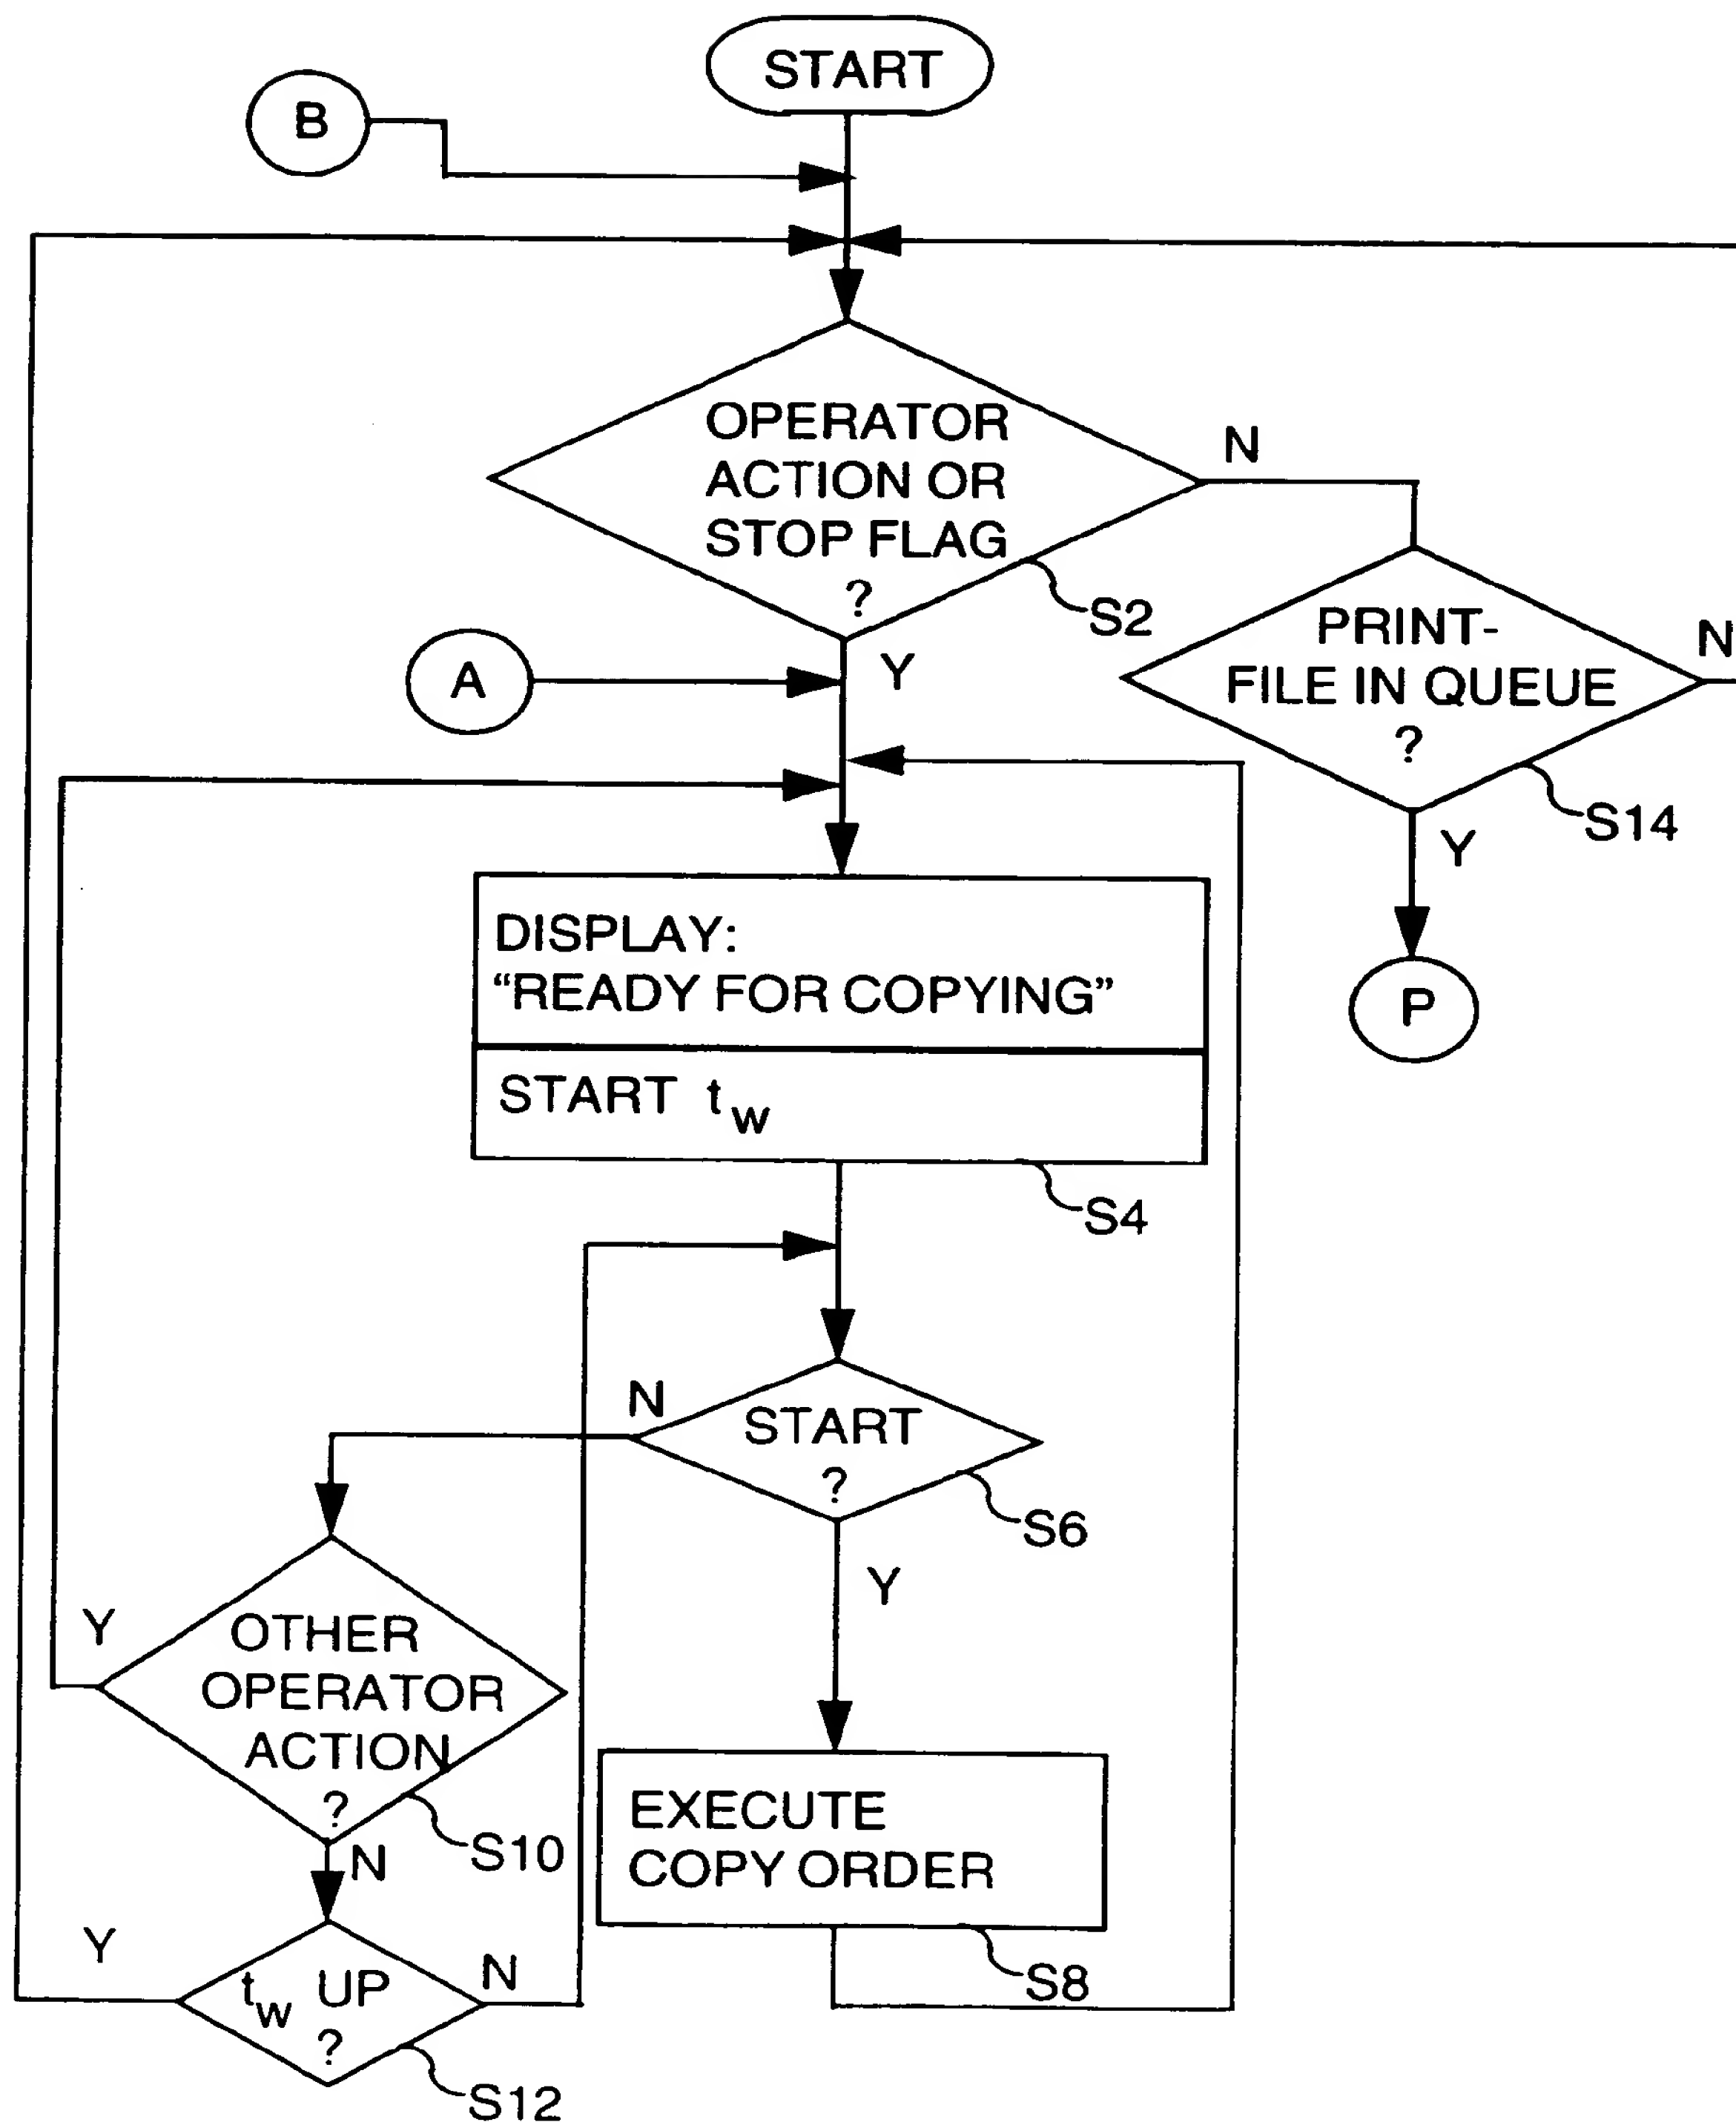 START
B
OPERATOR
ACTION OR
STOP FLAG
?
N
S2
Y
A
PRINT-
FILE IN QUEUE
?
N
S14
Y
P
DISPLAY:
“READY FOR COPYING”
START tw
S4
START
?
N
S6
Y
OTHER
OPERATOR
ACTION
?
Y
S10
N
EXECUTE
COPY ORDER
S8
tw UP
?
Y
N
S12